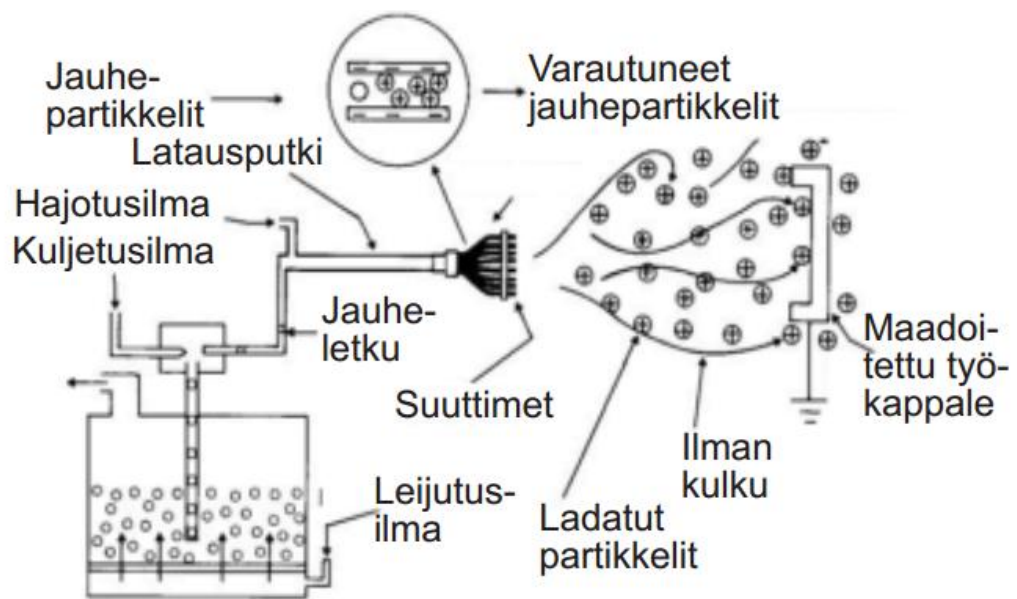 Jauhe-
partikkelit
Varautuneet
jauhepartikkelit
Latausputki
Hajotusilma
Kuljetusilma
Jauhe-
letku
Suuttimet
Maadoi-
tettu työ-
kappale
Ilman
kulku
Leijutus-
ilma
Ladatut
partikkelit